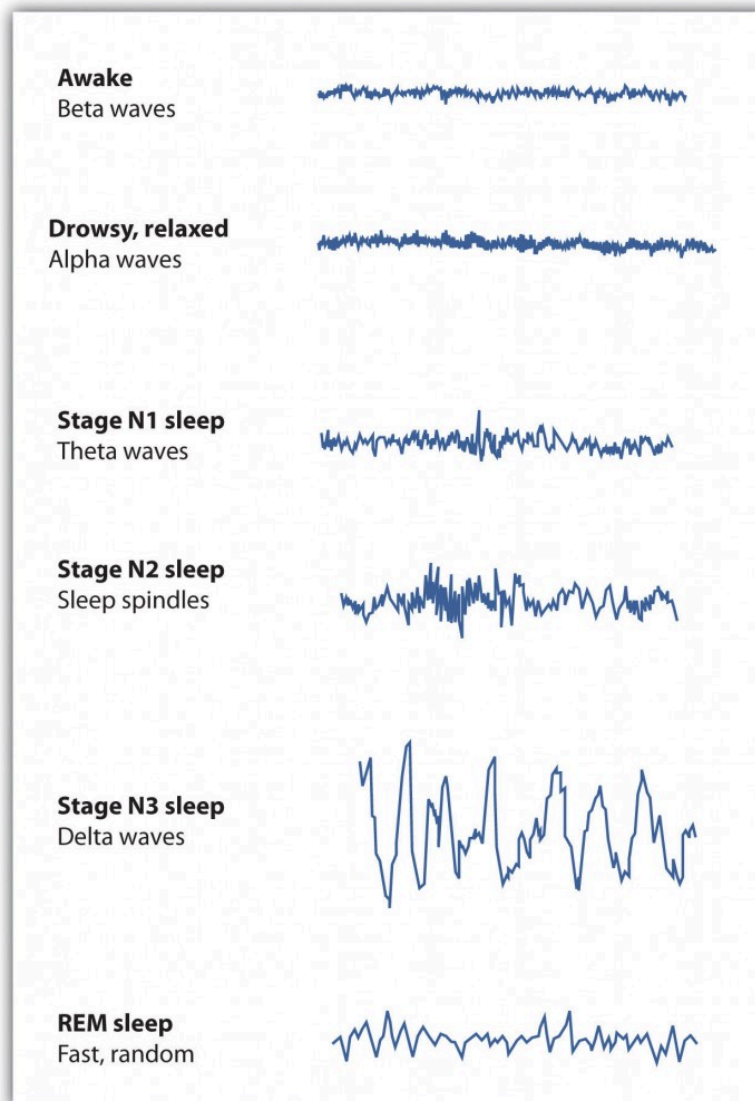 Awake
Beta waves
Drowsy, relaxed
Alpha waves
Stage N1 sleep
Theta waves
Stage N2 sleep
Sleep spindles
Stage N3 sleep
Delta waves
REM sleep
Fast, random